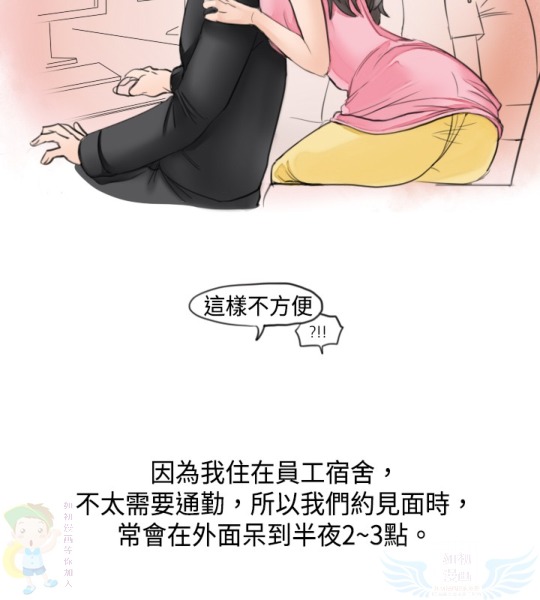 這樣不方便
?!!
因為我住在員工宿舍，
不太需要通勤，所以我們約見面時，
常會在外面呆到半夜2~3點。